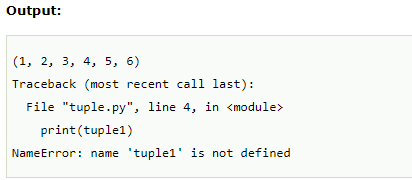 Output:
(1, 2, 3, 4, 5, 6)
Traceback (most recent call last):
  File "tuple.py", line 4, in <module>
    print(tuple1)
NameError: name 'tuple1' is not defined